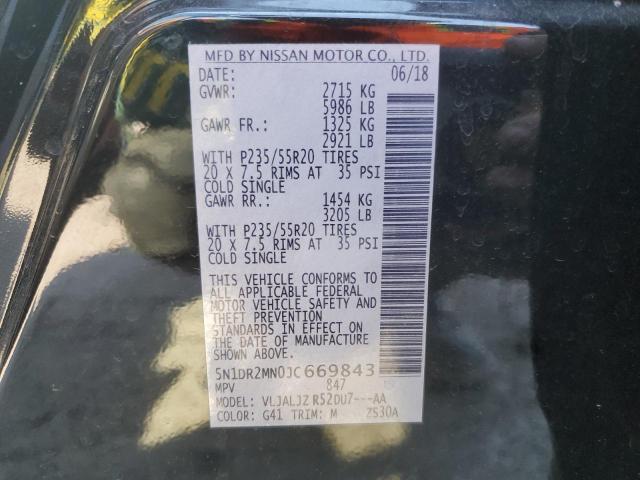 MFD BY NISSAN MOTOR CO., LTD.
DATE: 06/18
GVWR: 2715 KG
5986 LB
GAWR FR.: 1325 KG
2921 LB
WITH P235/55R20 TIRES
20 X 7.5 RIMS AT 35 PSI
COLD SINGLE
GAWR RR.: 1454 KG
3205 LB
WITH P235/55R20 TIRES
20 X 7.5 RIMS AT 35 PSI
COLD SINGLE
THIS VEHICLE CONFORMS TO
ALL APPLICABLE FEDERAL
MOTOR VEHICLE SAFETY AND
THEFT PREVENTION
STANDARDS IN EFFECT ON
THE DATE OF MANUFACTURE
SHOWN ABOVE.
5N1DR2MN0JC669843
MPV 847
MODEL: VLJALJZ R52DU7---AA
COLOR: G41 TRIM: M ZS30A